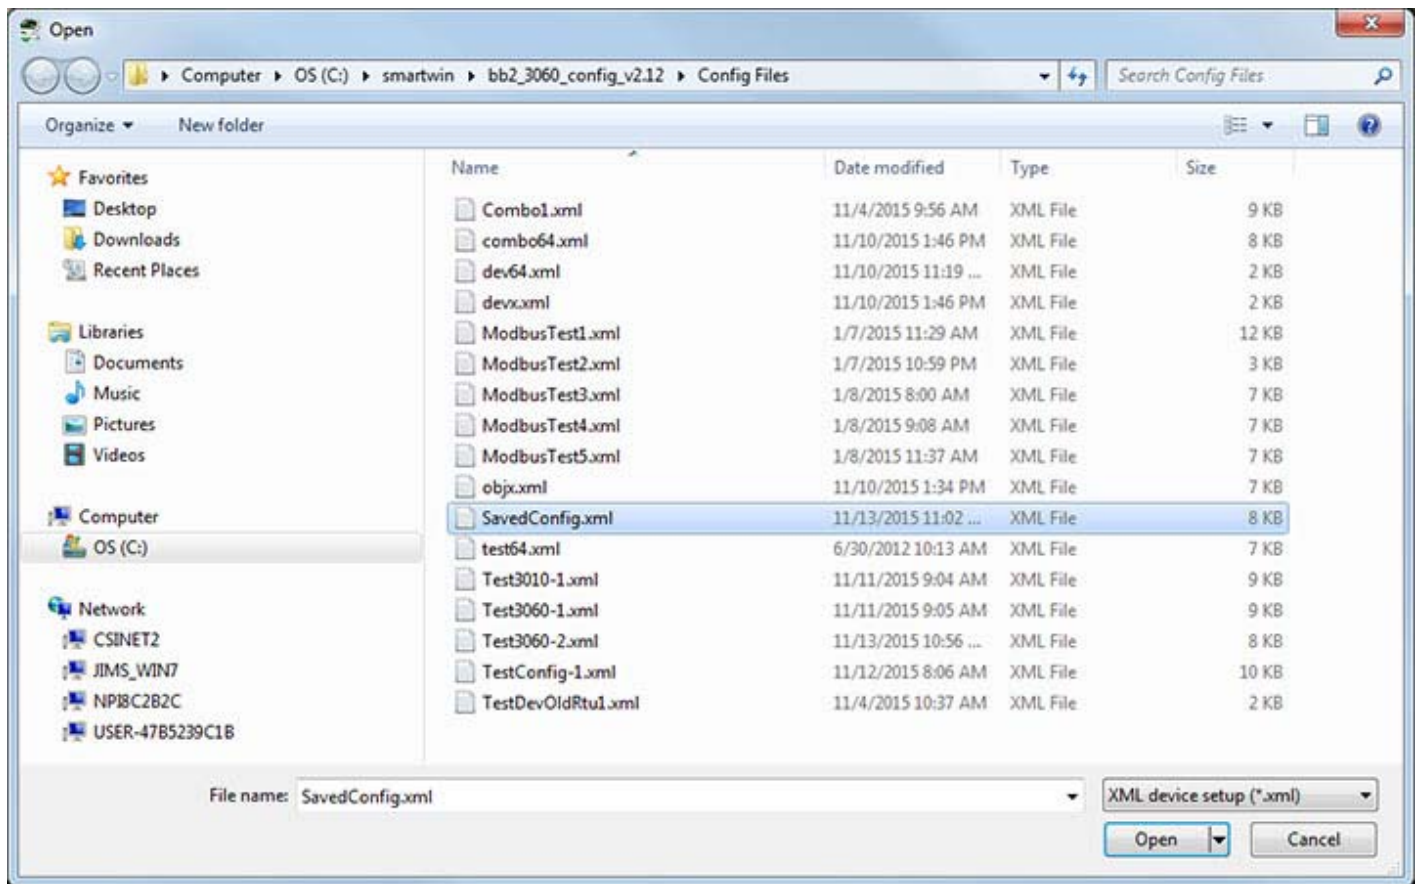 Open
Computer OS (C:) smartwin bb2_3060_config_v2.12 Config Files Search Config Files
Organize New folder
Name Date modified Type Size
Favorites
Desktop
Downloads
Recent Places
Libraries
Documents
Music
Pictures
Videos
Computer
OS (C:)
Network
CSINET2
JIMS_WIN7
NPI8C2B2C
USER-47B5239C1B
Combo1.xml 11/4/2015 9:56 AM XML File 9 KB
combo64.xml 11/10/2015 1:46 PM XML File 8 KB
dev64.xml 11/10/2015 11:19 ... XML File 2 KB
devx.xml 11/10/2015 1:46 PM XML File 2 KB
ModbusTest1.xml 1/7/2015 11:29 AM XML File 12 KB
ModbusTest2.xml 1/7/2015 10:59 PM XML File 3 KB
ModbusTest3.xml 1/8/2015 8:00 AM XML File 7 KB
ModbusTest4.xml 1/8/2015 9:08 AM XML File 7 KB
ModbusTest5.xml 1/8/2015 11:37 AM XML File 7 KB
objx.xml 11/10/2015 1:34 PM XML File 7 KB
SavedConfig.xml 11/13/2015 11:02 ... XML File 8 KB
test64.xml 6/30/2012 10:13 AM XML File 7 KB
Test3010-1.xml 11/11/2015 9:04 AM XML File 9 KB
Test3060-1.xml 11/11/2015 9:05 AM XML File 9 KB
Test3060-2.xml 11/13/2015 10:56 ... XML File 8 KB
TestConfig-1.xml 11/12/2015 8:06 AM XML File 10 KB
TestDevOldRtu1.xml 11/4/2015 10:37 AM XML File 2 KB
File name: SavedConfig.xml XML device setup (*.xml)
Open Cancel